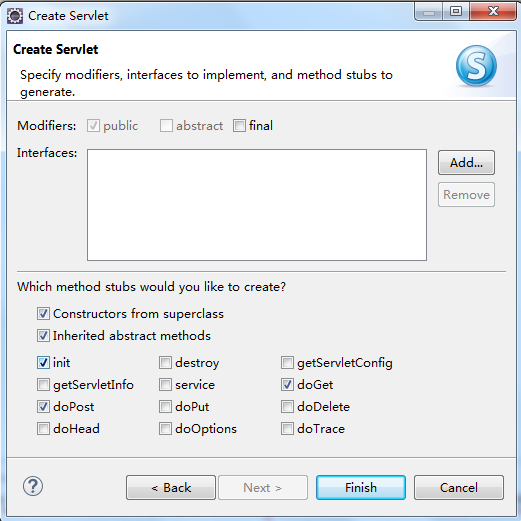 Create Servlet
Create Servlet
Specify modifiers, interfaces to implement, and method stubs to
generate.
S
Modifiers: public abstract final
Interfaces:
Add...
Remove
Which method stubs would you like to create?
Constructors from superclass
Inherited abstract methods
init destroy getServletConfig
getServletInfo service doGet
doPost doPut doDelete
doHead doOptions doTrace
? < Back Next > Finish Cancel